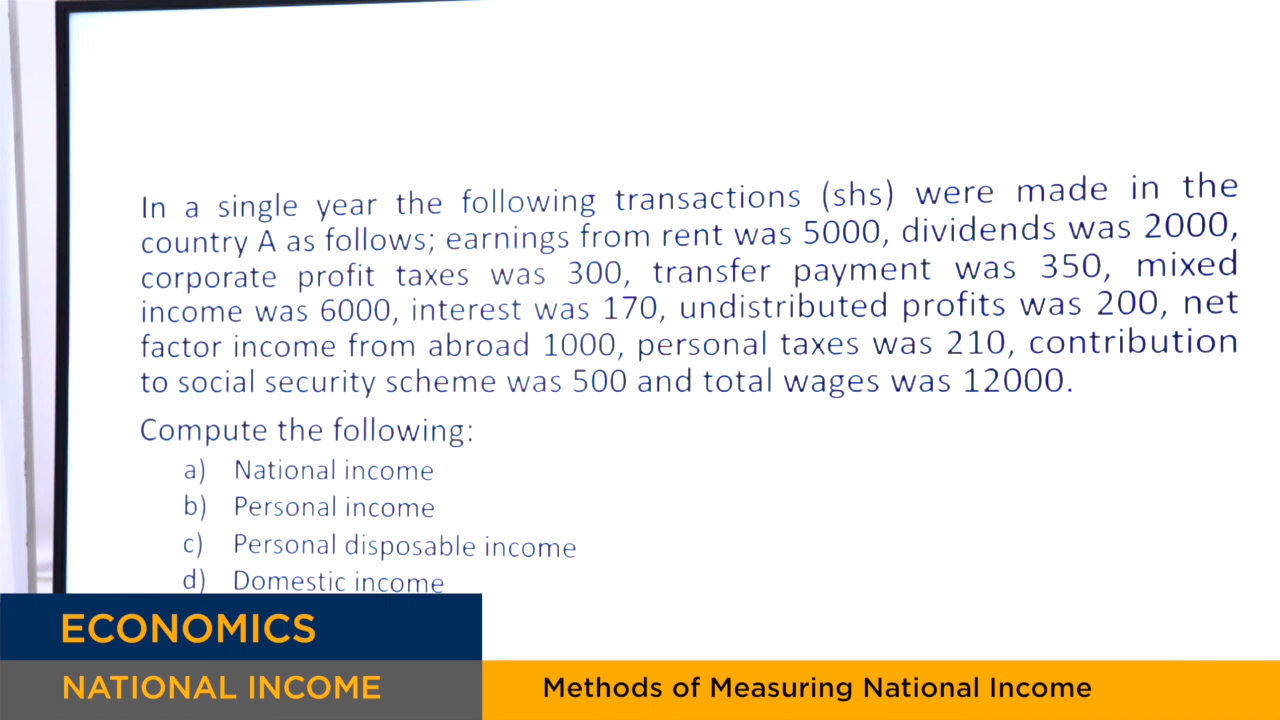 In a single year the following transactions (shs) were made in the
country A as follows; earnings from rent was 5000, dividends was 2000,
corporate profit taxes was 300, transfer payment was 350, mixed
income was 6000, interest was 170, undistributed profits was 200, net
factor income from abroad 1000, personal taxes was 210, contribution
to social security scheme was 500 and total wages was 12000.
Compute the following:
a) National income
b) Personal income
c) Personal disposable income
d) Domestic income
ECONOMICS
NATIONAL INCOME
Methods of Measuring National Income